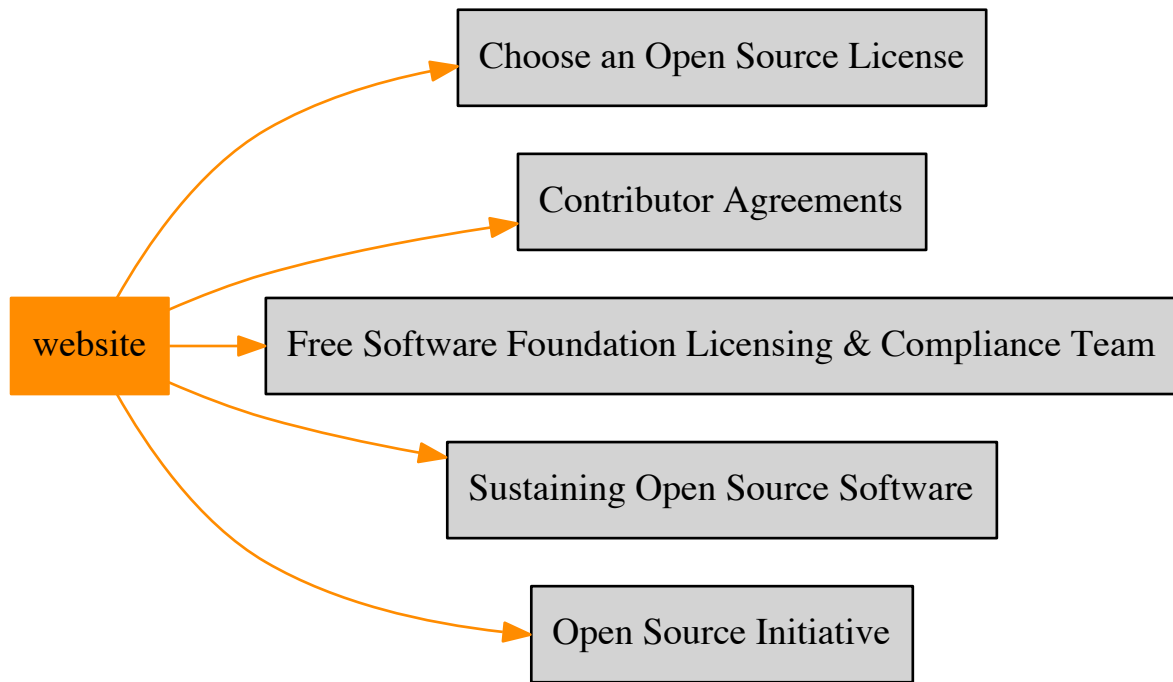 Choose an Open Source License
Contributor Agreements
website
Free Software Foundation Licensing & Compliance Team
Sustaining Open Source Software
Open Source Initiative